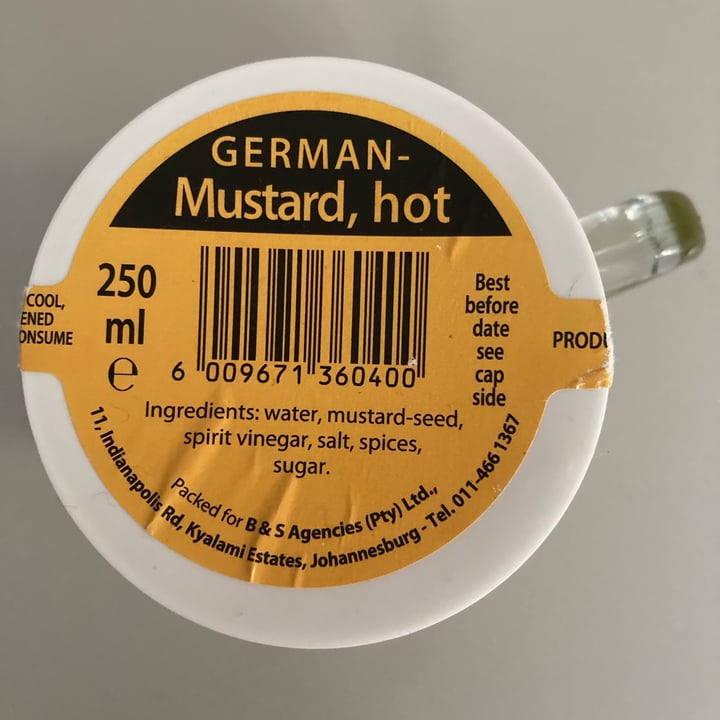 GERMAN-
Mustard, hot
250
ml
e
COOL,
ONSUME
6 009671 360400
Best
before
date
see
cap
side
Ingredients: water, mustard-seed,
spirit vinegar, salt, spices,
sugar.
Packed for B & S Agencies (Pty) Ltd.,
11, Indianapolis Rd, Kyalami Estates, Johannesburg - Tel. 011-466 1367